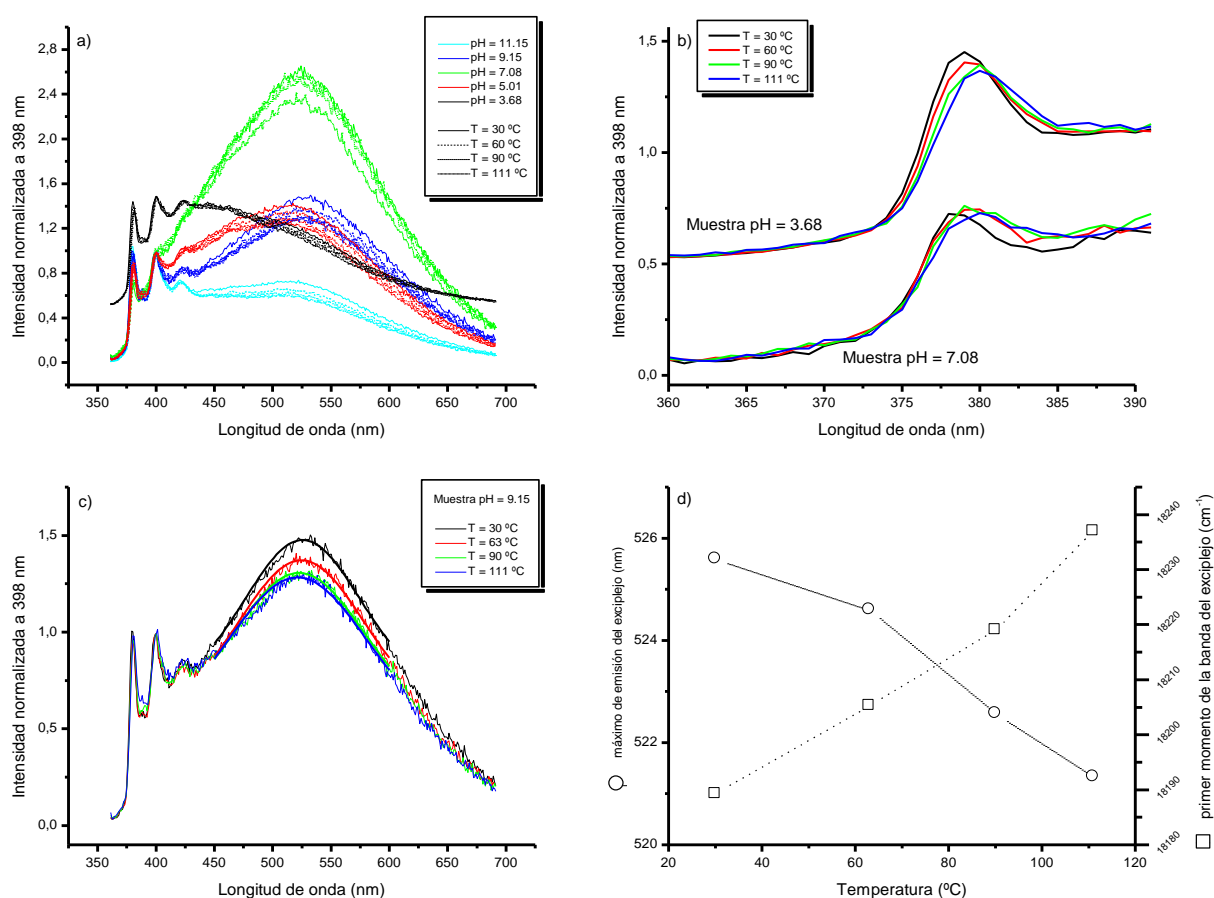 a)
Intensidad normalizada a 398 nm
2,8
2,4
2,0
1,6
1,2
0,8
0,4
0,0
350 400 450 500 550 600 650 700
Longitud de onda (nm)
pH = 11.15
pH = 9.15
pH = 7.08
pH = 5.01
pH = 3.68
T = 30 ºC
T = 60 ºC
T = 90 ºC
T = 111 ºC
b)
T = 30 ºC
T = 60 ºC
T = 90 ºC
T = 111 ºC
Intensidad normalizada a 398 nm
1,5
1,0
0,5
0,0
Muestra pH = 3.68
Muestra pH = 7.08
360 365 370 375 380 385 390
Longitud de onda (nm)
c)
Muestra pH = 9.15
T = 30 ºC
T = 63 ºC
T = 90 ºC
T = 111 ºC
Intensidad normalizada a 398 nm
1,5
1,0
0,5
0,0
350 400 450 500 550 600 650 700
Longitud de onda (nm)
d)
máximo de emisión del exciplejo (nm)
526
524
522
520
20 40 60 80 100 120
Temperatura (ºC)
18240
18230
18220
18210
18200
18190
18180
primer momento de la banda del exciplejo (cm-1)